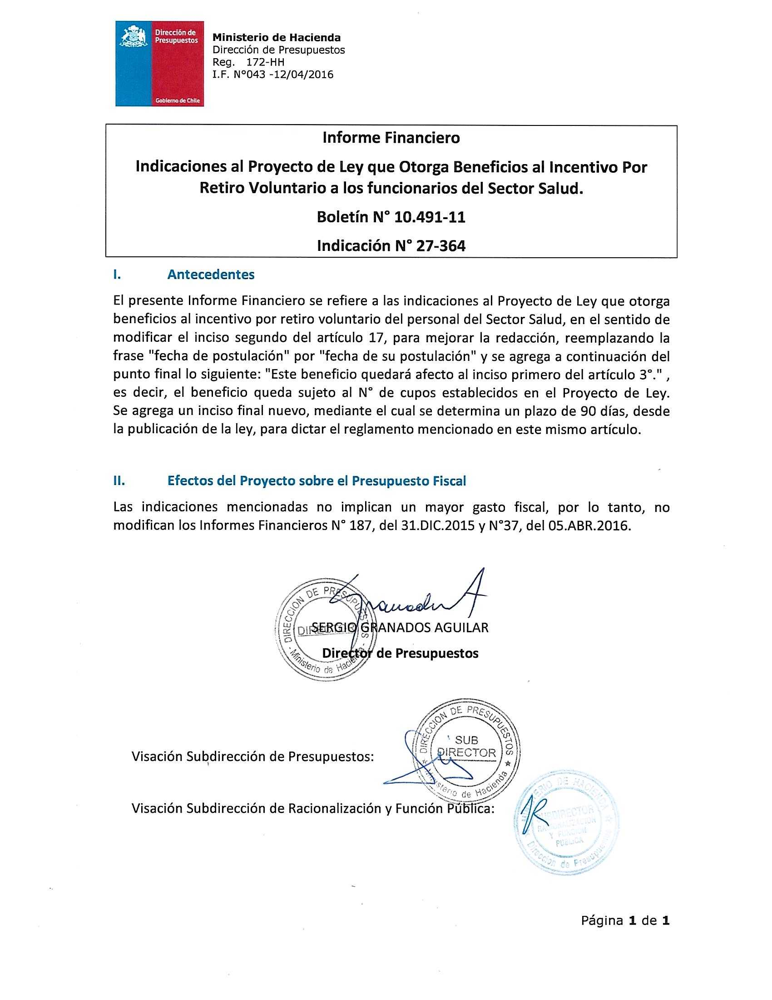 Dirección de
Presupuestos
Gobierno de Chile
Ministerio de Hacienda
Dirección de Presupuestos
Reg. 172-HH
I.F. N°043 -12/04/2016
Informe Financiero
Indicaciones al Proyecto de Ley que Otorga Beneficios al Incentivo Por
Retiro Voluntario a los funcionarios del Sector Salud.
Boletín N° 10.491-11
Indicación N° 27-364
I. Antecedentes
El presente Informe Financiero se refiere a las indicaciones al Proyecto de Ley que otorga
beneficios al incentivo por retiro voluntario del personal del Sector Salud, en el sentido de
modificar el inciso segundo del artículo 17, para mejorar la redacción, reemplazando la
frase "fecha de postulación" por "fecha de su postulación" y se agrega a continuación del
punto final lo siguiente: "Este beneficio quedará afecto al inciso primero del artículo 3°." ,
es decir, el beneficio queda sujeto al N° de cupos establecidos en el Proyecto de Ley.
Se agrega un inciso final nuevo, mediante el cual se determina un plazo de 90 días, desde
la publicación de la ley, para dictar el reglamento mencionado en este mismo artículo.
II. Efectos del Proyecto sobre el Presupuesto Fiscal
Las indicaciones mencionadas no implican un mayor gasto fiscal, por lo tanto, no
modifican los Informes Financieros N° 187, del 31.DIC.2015 y N°37, del 05.ABR.2016.
DIRECCION DE PRESUPUESTOS
DIRECTOR
- Ministerio de Hacienda -
SERGIO GRANADOS AGUILAR
Director de Presupuestos
DIRECCION DE PRESUPUESTOS
SUB
DIRECTOR
★ Ministerio de Hacienda ★
Visación Subdirección de Presupuestos:
Visación Subdirección de Racionalización y Función Pública:
MINISTERIO DE HACIENDA
SUBDIRECTOR
RACIONALIZACION
Y FUNCION
PUBLICA
★ Dirección de Presupuestos ★
Página 1 de 1